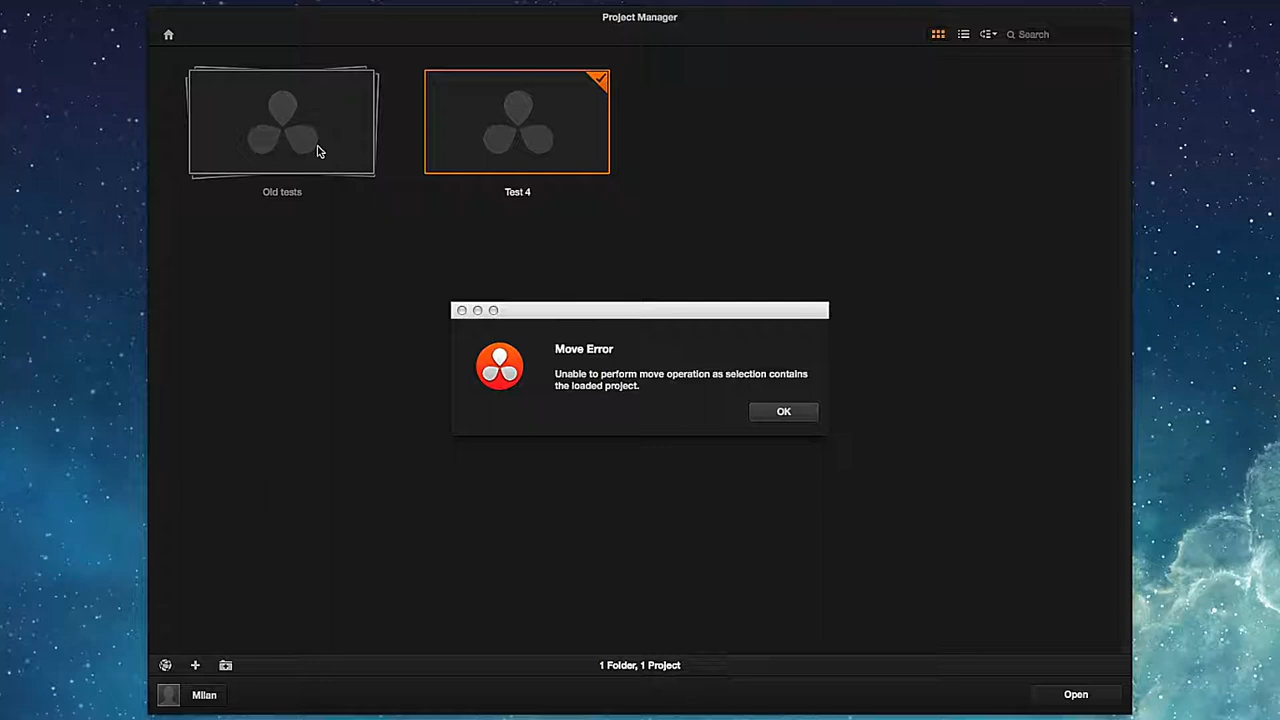 Project Manager
Search
Old tests
Test 4
Move Error
Unable to perform move operation as selection contains
the loaded project.
OK
1 Folder, 1 Project
Milan
Open